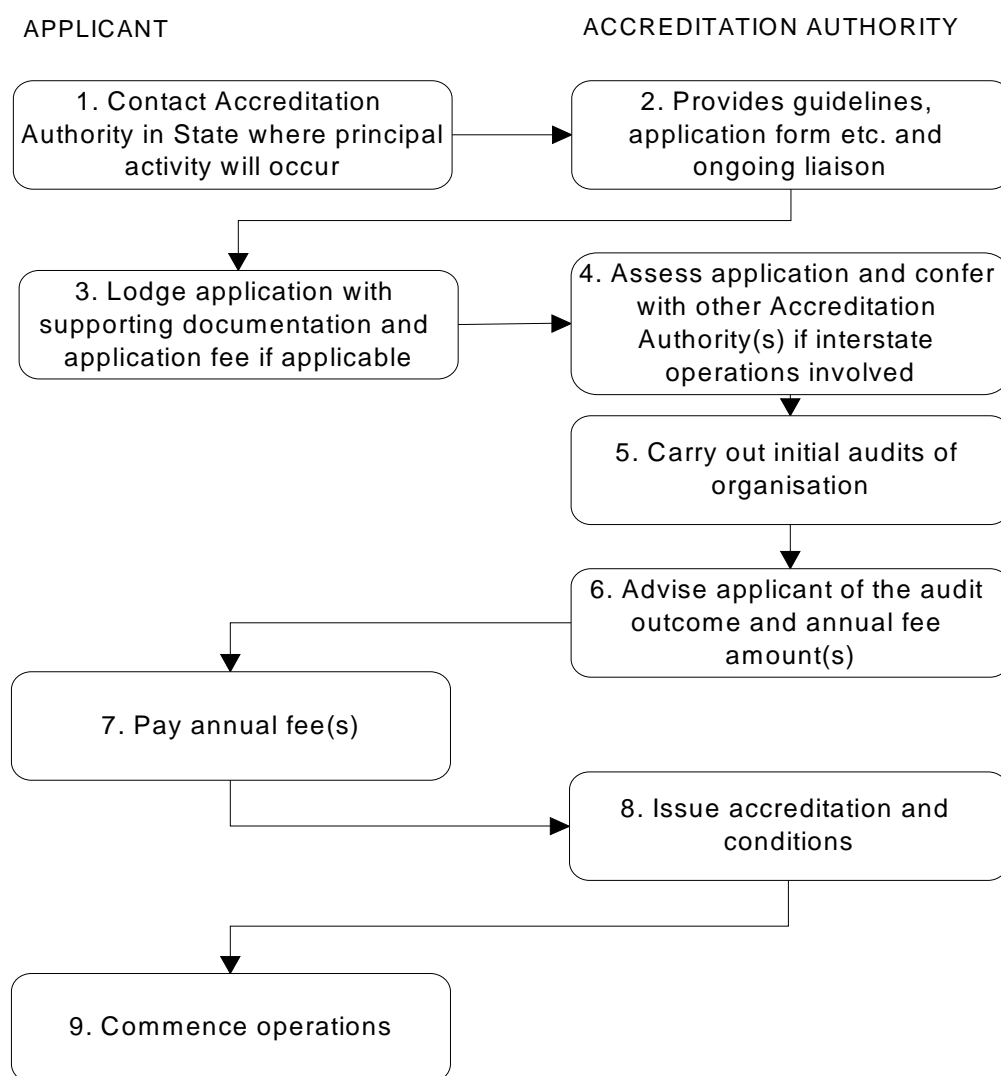 APPLICANT
ACCREDITATION AUTHORITY
1. Contact Accreditation
Authority in State where principal
activity will occur
2. Provides guidelines,
application form etc. and
ongoing liaison
3. Lodge application with
supporting documentation and
application fee if applicable
4. Assess application and confer
with other Accreditation
Authority(s) if interstate
operations involved
5. Carry out initial audits of
organisation
6. Advise applicant of the audit
outcome and annual fee
amount(s)
7. Pay annual fee(s)
8. Issue accreditation and
conditions
9. Commence operations